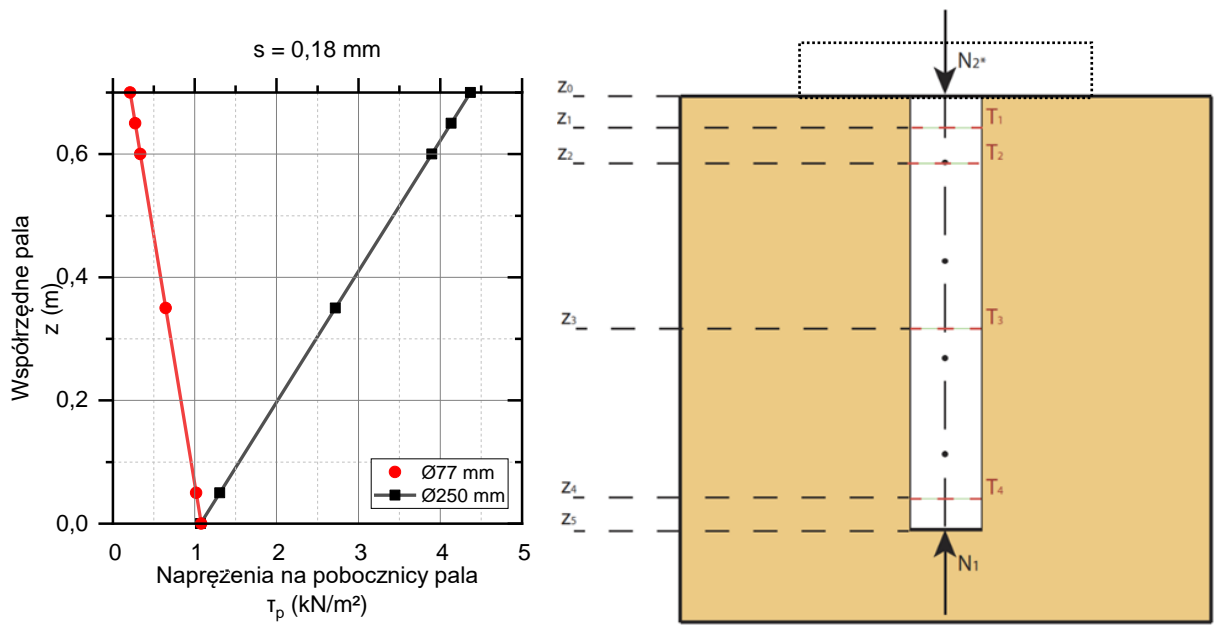 s = 0,18 mm
0,6
0,4
0,2
0,0
Współrzędne pala
z (m)
Ø77 mm
Ø250 mm
0 1 2 3 4 5
Naprężenia na pobocznicy pala
τp (kN/m²)
N2*
z0
z1
T1
z2
T2
z3
T3
z4
T4
z5
N1